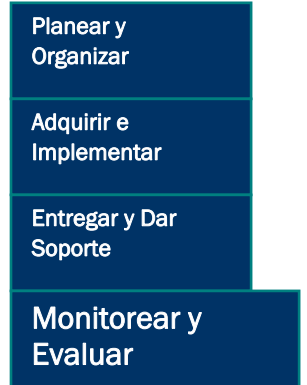 Planear y
Organizar
Adquirir e
Implementar
Entregar y Dar
Soporte
Monitorear y
Evaluar